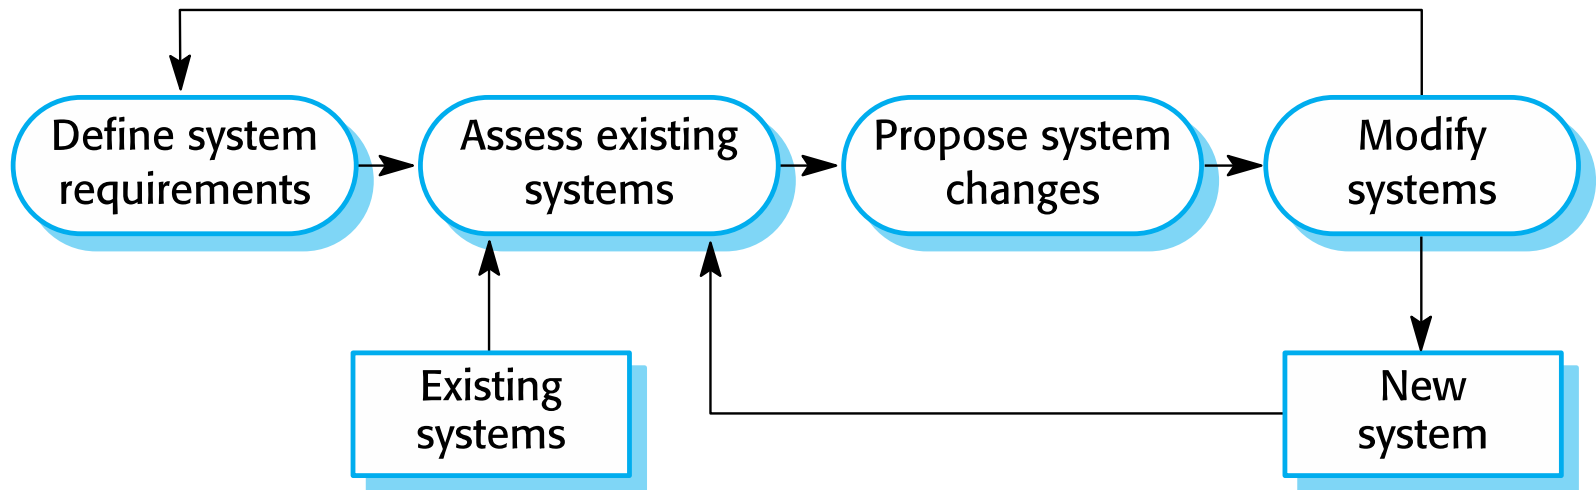 Define system
requirements
Assess existing
systems
Propose system
changes
Modify
systems
Existing
systems
New
system